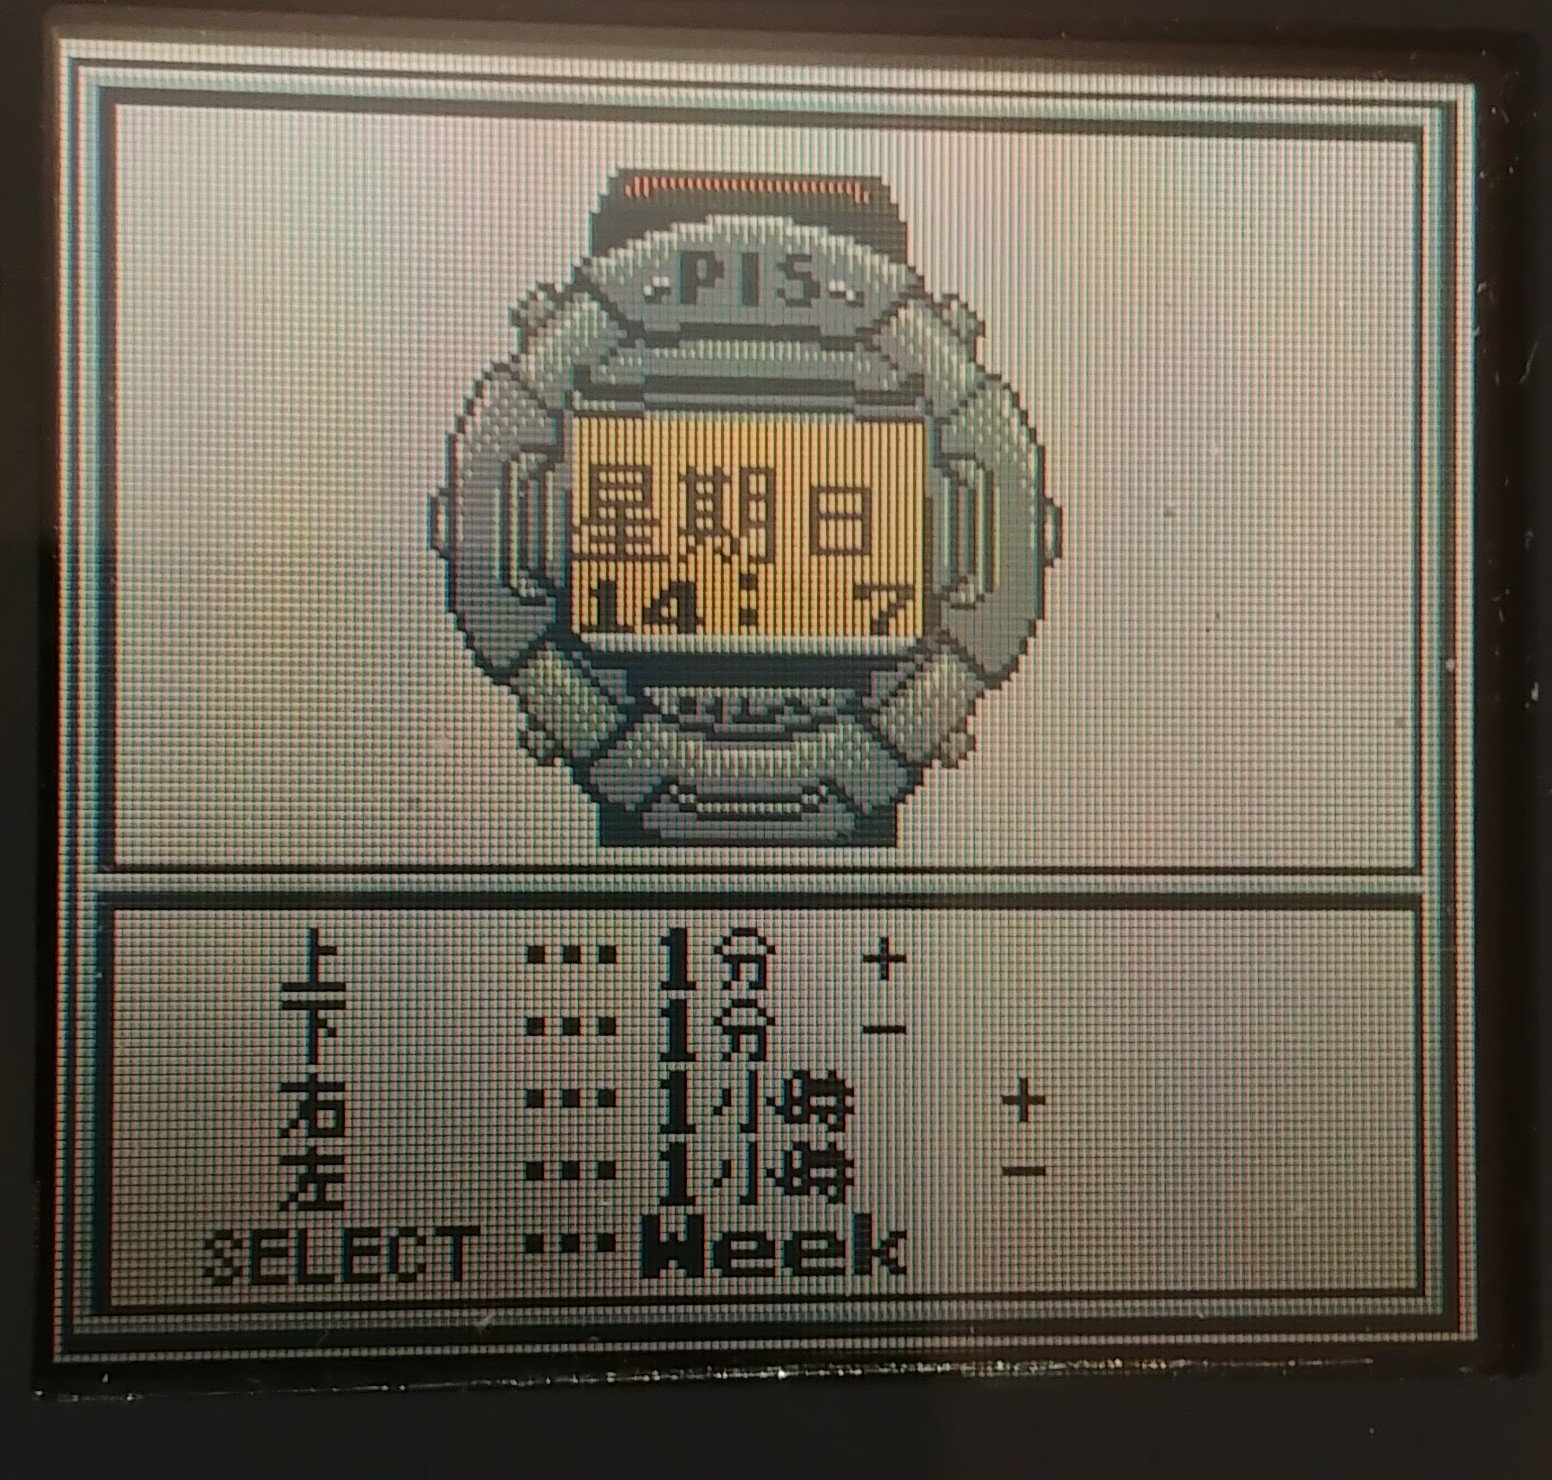 PIS
星期日
14: 7
上 ···1分 +
下 ···1分 -
右 ···1小時 +
左 ···1小時 -
SELECT ···Week